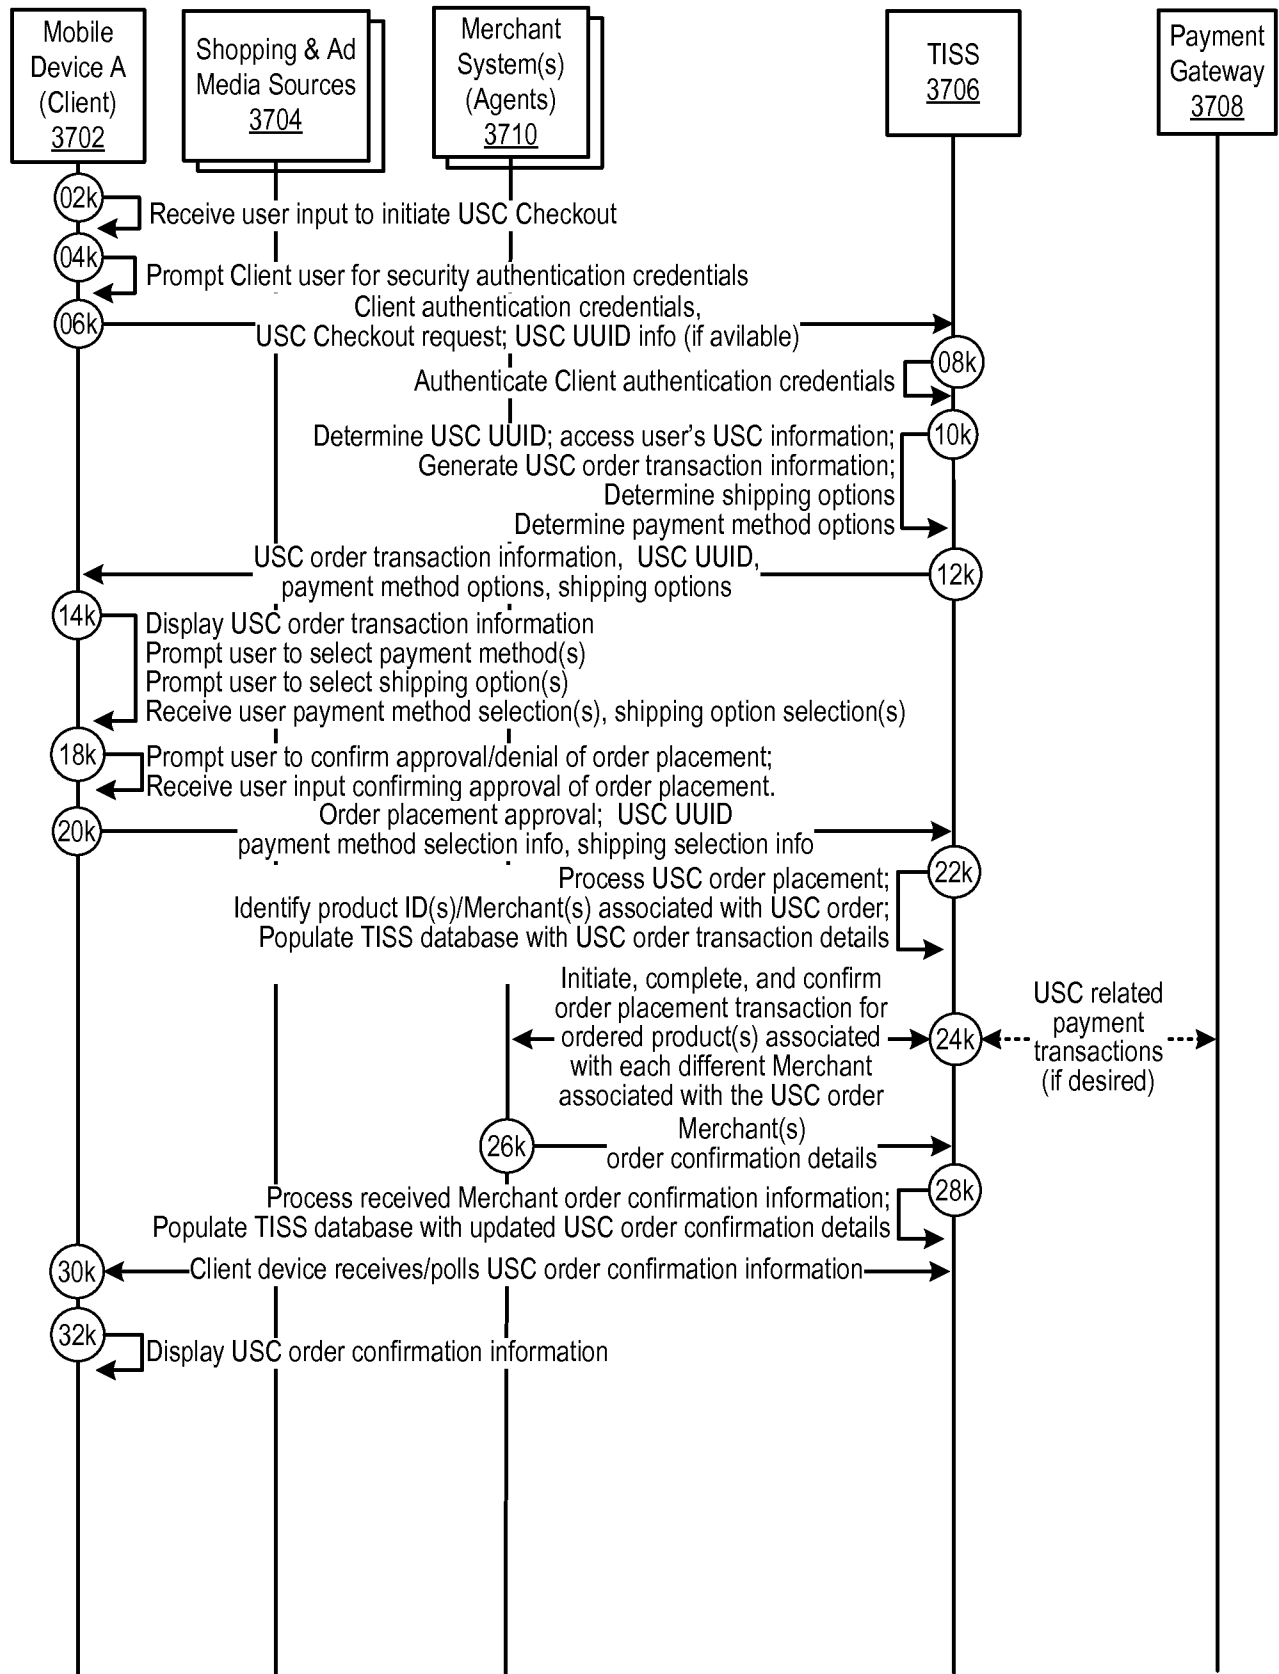 Mobile
Device A
(Client)
3702
Shopping & Ad
Media Sources
3704
Merchant
System(s)
(Agents)
3710
TISS
3706
Payment
Gateway
3708
02k
Receive user input to initiate USC Checkout
04k
Prompt Client user for security authentication credentials
06k
Client authentication credentials,
USC Checkout request; USC UUID info (if avilable)
08k
Authenticate Client authentication credentials
10k
Determine USC UUID; access user's USC information;
Generate USC order transaction information;
Determine shipping options
Determine payment method options
12k
USC order transaction information, USC UUID,
payment method options, shipping options
14k
Display USC order transaction information
Prompt user to select payment method(s)
Prompt user to select shipping option(s)
Receive user payment method selection(s), shipping option selection(s)
18k
Prompt user to confirm approval/denial of order placement;
Receive user input confirming approval of order placement.
20k
Order placement approval; USC UUID
payment method selection info, shipping selection info
22k
Process USC order placement;
Identify product ID(s)/Merchant(s) associated with USC order;
Populate TISS database with USC order transaction details
Initiate, complete, and confirm
order placement transaction for
ordered product(s) associated
with each different Merchant
associated with the USC order
24k
USC related
payment
transactions
(if desired)
26k
Merchant(s)
order confirmation details
28k
Process received Merchant order confirmation information;
Populate TISS database with updated USC order confirmation details
30k
Client device receives/polls USC order confirmation information
32k
Display USC order confirmation information